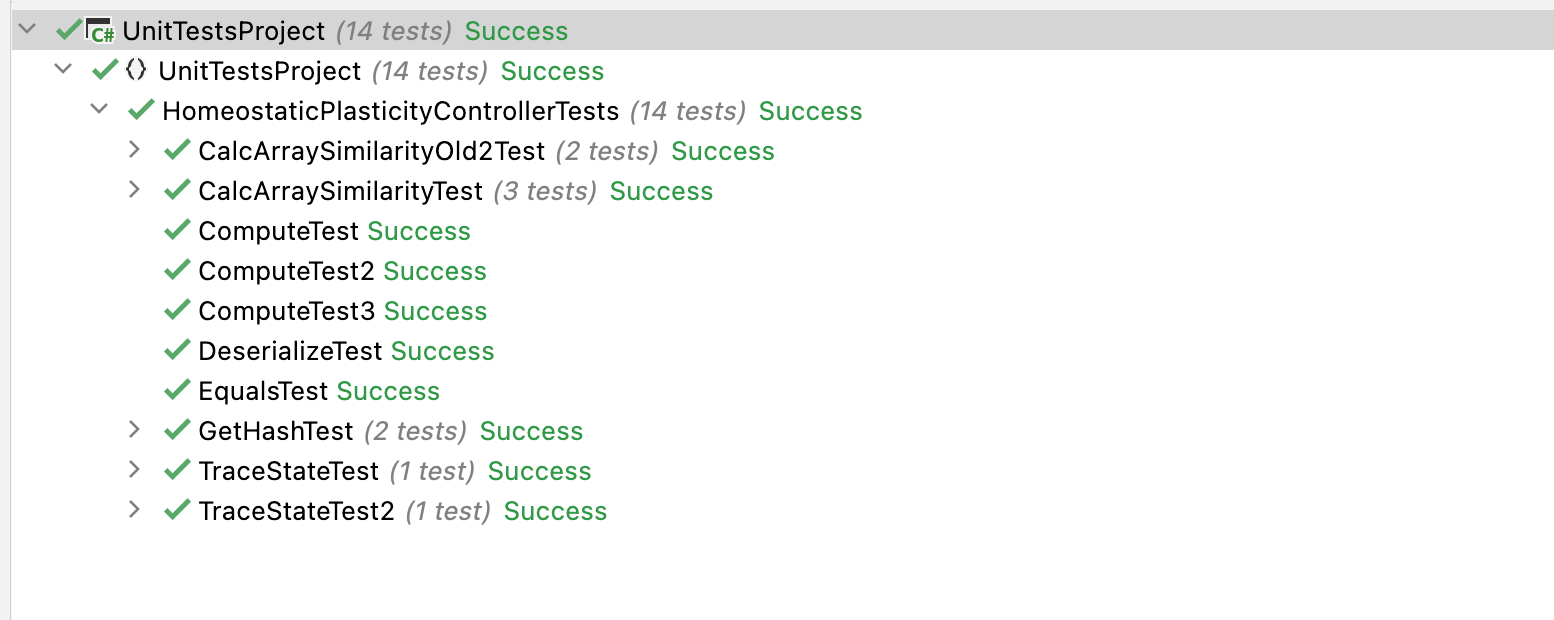 C# UnitTestsProject (14 tests) Success
UnitTestsProject (14 tests) Success
HomeostaticPlasticityControllerTests (14 tests) Success
CalcArraySimilarityOld2Test (2 tests) Success
CalcArraySimilarityTest (3 tests) Success
ComputeTest Success
ComputeTest2 Success
ComputeTest3 Success
DeserializeTest Success
EqualsTest Success
GetHashTest (2 tests) Success
TraceStateTest (1 test) Success
TraceStateTest2 (1 test) Success